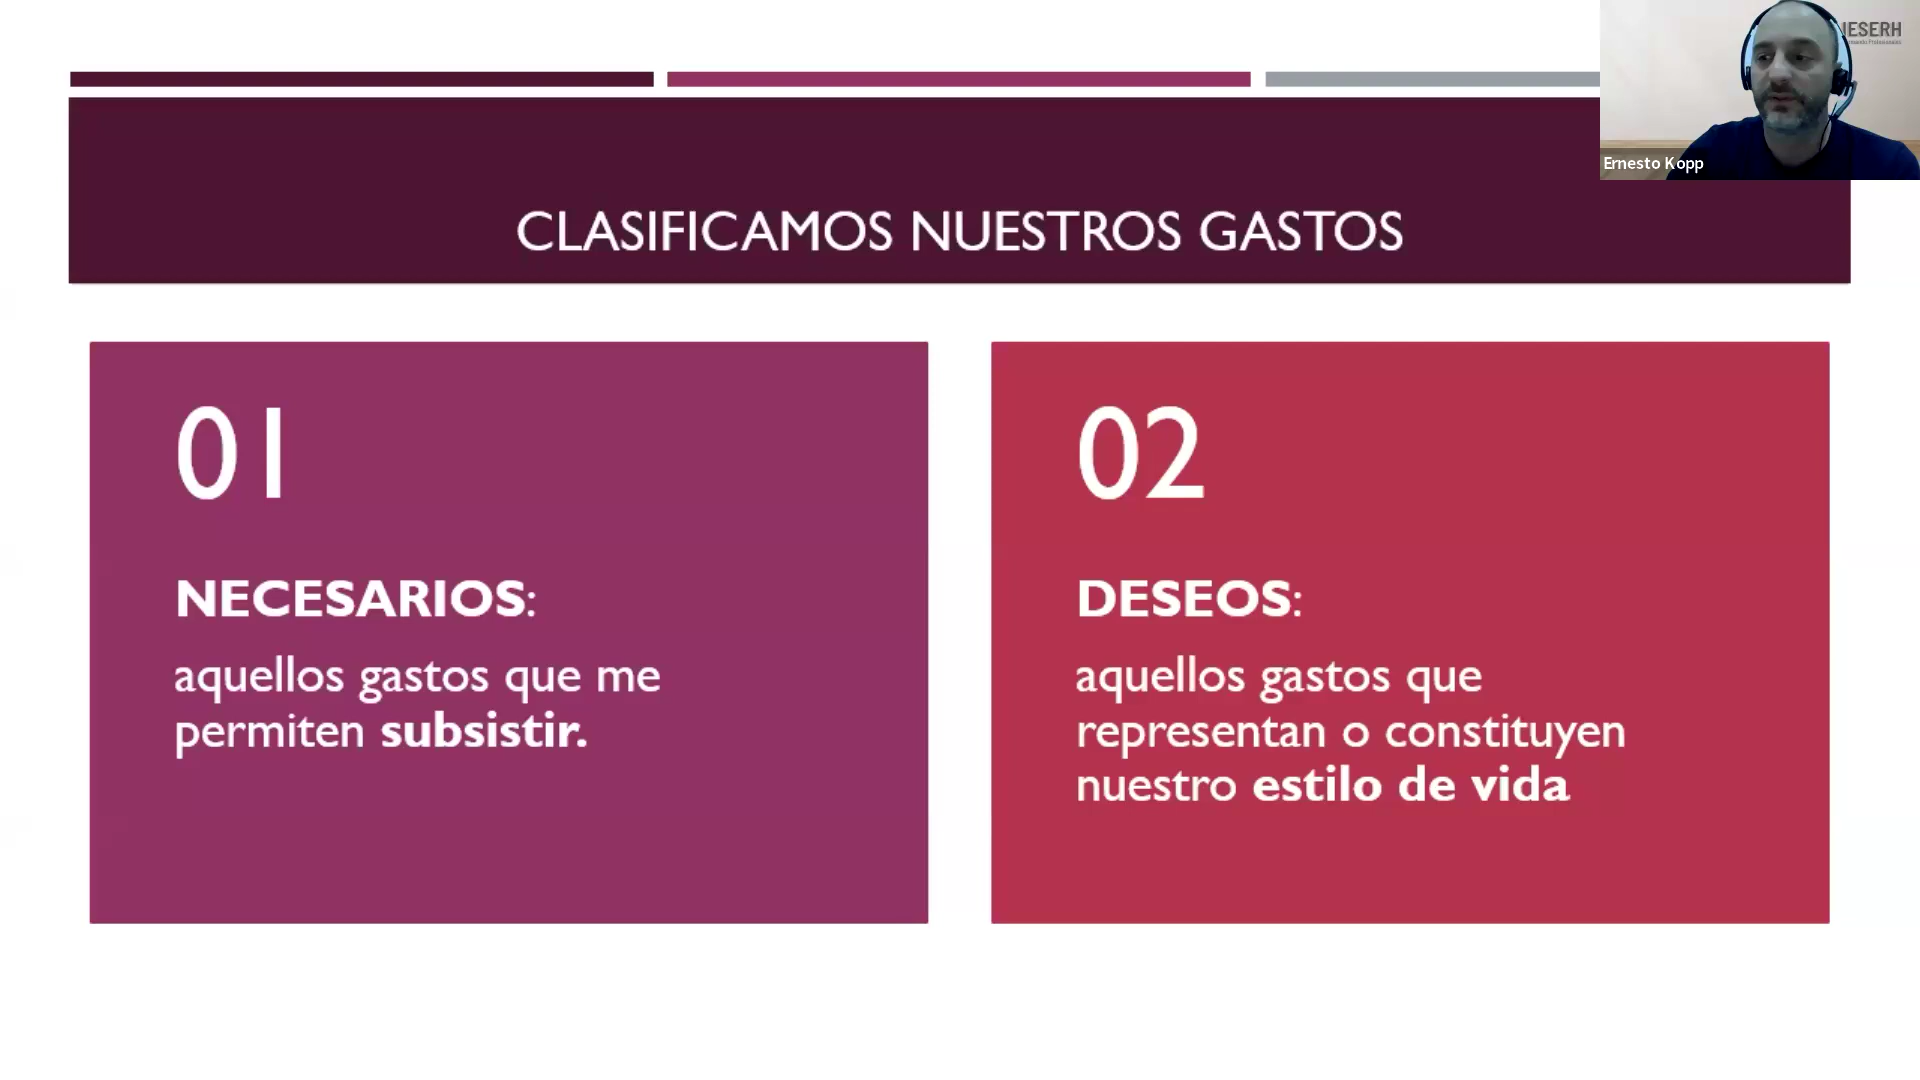 IESERH
Ernesto Kopp
CLASIFICAMOS NUESTROS GASTOS
01
NECESARIOS:
aquellos gastos que me
permiten subsistir.
02
DESEOS:
aquellos gastos que
representan o constituyen
nuestro estilo de vida